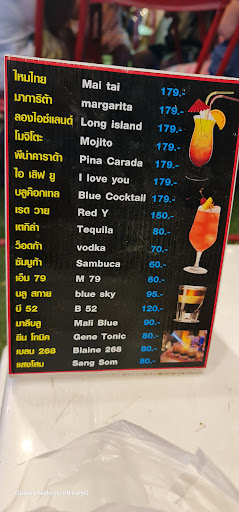 ไหมไทย Mai tai 179.-
มาการิต้า margarita 179.-
ลองไอซ์แลนด์ Long island 179.-
โมจิโตะ Mojito 179.-
พีน่าคาราด้า Pina Carada 179.-
ไอ เลิฟ ยู I love you 179.-
บลูค๊อกเทล Blue Cocktail 179.-
เรด วาย Red Y 150.-
เตกีล่า Tequila 80.-
ว๊อตก้า vodka 70.-
ซัมบูก้า Sambuca 60.-
เอ็ม 79 M 79 60.-
บลู สกาย blue sky 95.-
บี 52 B 52 120.-
มาลีบลู Mali Blue 90.-
ยีน โทนิค Gene Tonic 80.-
เบลน 268 Blaine 268 80.-
แสงโสม Sang Som 80.-